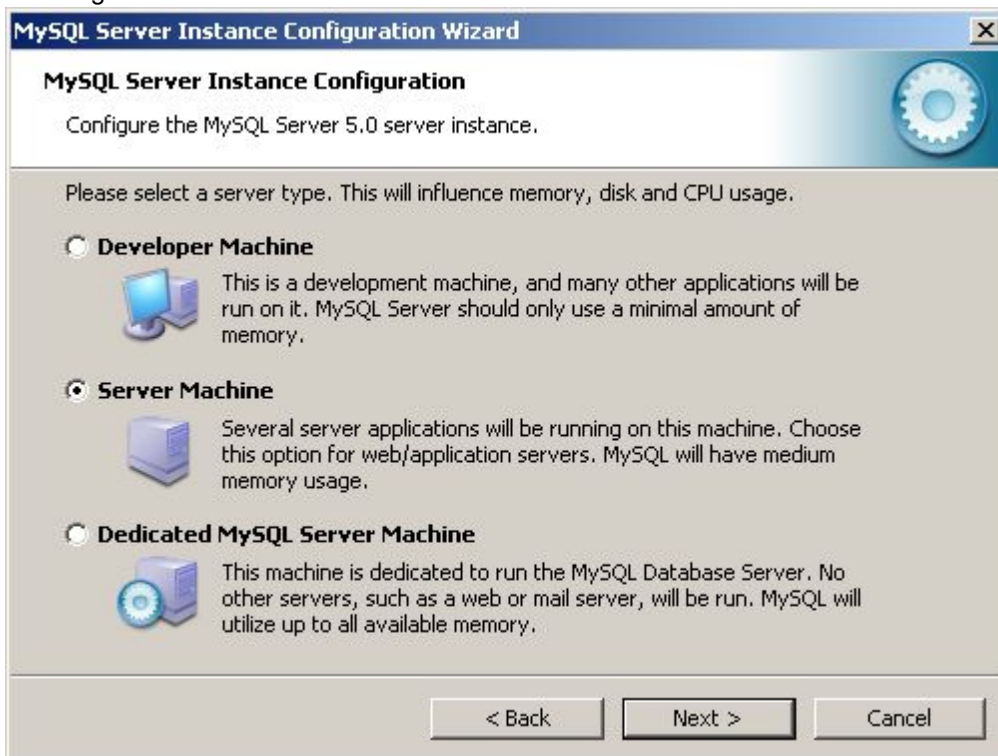 MySQL Server Instance Configuration Wizard
MySQL Server Instance Configuration
Configure the MySQL Server 5.0 server instance.
Please select a server type. This will influence memory, disk and CPU usage.
Developer Machine
This is a development machine, and many other applications will be
run on it. MySQL Server should only use a minimal amount of
memory.
Server Machine
Several server applications will be running on this machine. Choose
this option for web/application servers. MySQL will have medium
memory usage.
Dedicated MySQL Server Machine
This machine is dedicated to run the MySQL Database Server. No
other servers, such as a web or mail server, will be run. MySQL will
utilize up to all available memory.
< Back Next > Cancel